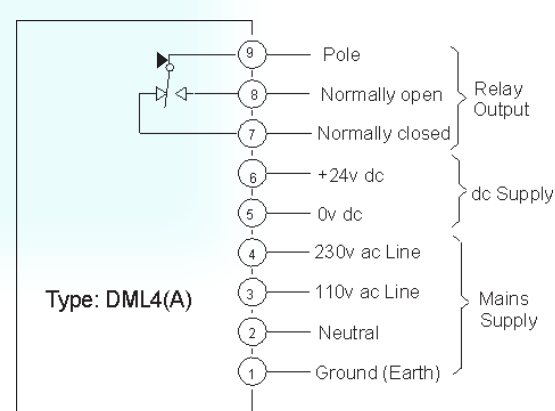 9 Pole
8 Normally open
7 Normally closed
Relay
Output
6 +24v dc
5 0v dc
dc Supply
4 230v ac Line
3 110v ac Line
2 Neutral
1 Ground (Earth)
Mains
Supply
Type: DML4(A)